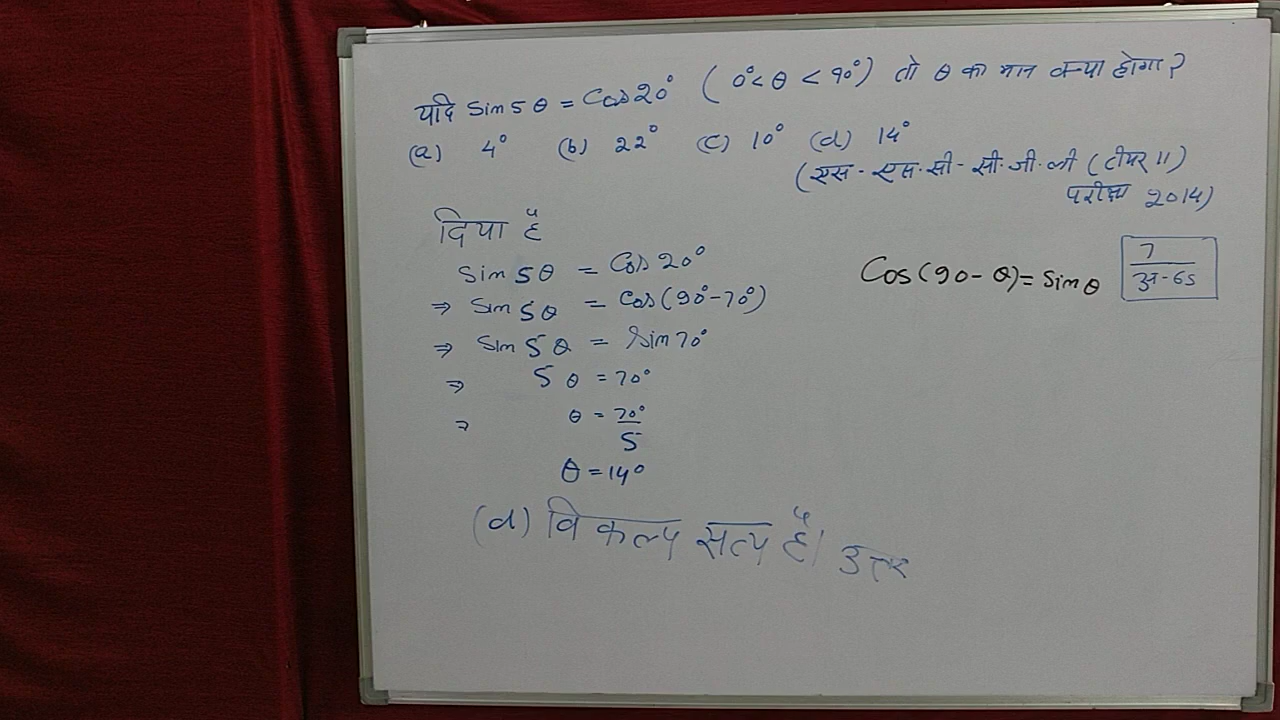 यदि sin 5θ = Cos 20° ( 0° < θ < 90° ) तो θ का मान क्या होगा ?
(a) 4° (b) 22° (c) 10° (d) 14°
(एस. एस. सी - सी. जी. ली (टीयर 11)
परीक्षा 2014)
दिया है
sin 5θ = Cos 20°
⇒ sin 5θ = cos(90° - 70°)
⇒ sin 5θ = Sin 70°
⇒ 5θ = 70°
⇒ θ = 70°/5
θ = 14°
(d) विकल्प सत्य है। उत्तर
Cos(90 - θ) = sin θ
7
अ - 65